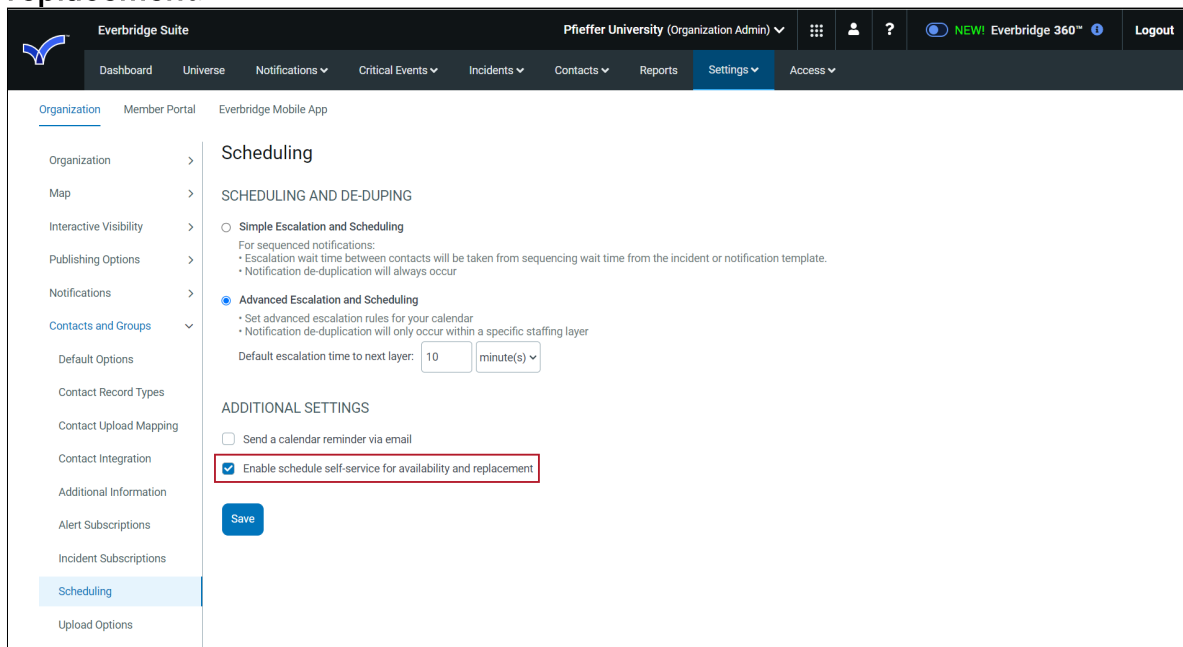 Everbridge Suite
Pfieffer University (Organization Admin)
?
NEW! Everbridge 360™
Logout
Dashboard Universe Notifications Critical Events Incidents Contacts Reports Settings Access
Organization Member Portal Everbridge Mobile App
Organization
Map
Interactive Visibility
Publishing Options
Notifications
Contacts and Groups
Default Options
Contact Record Types
Contact Upload Mapping
Contact Integration
Additional Information
Alert Subscriptions
Incident Subscriptions
Scheduling
Upload Options
Scheduling
SCHEDULING AND DE-DUPING
Simple Escalation and Scheduling
For sequenced notifications:
• Escalation wait time between contacts will be taken from sequencing wait time from the incident or notification template.
• Notification de-duplication will always occur
Advanced Escalation and Scheduling
• Set advanced escalation rules for your calendar
• Notification de-duplication will only occur within a specific staffing layer
Default escalation time to next layer: 10 minute(s)
ADDITIONAL SETTINGS
Send a calendar reminder via email
Enable schedule self-service for availability and replacement
Save